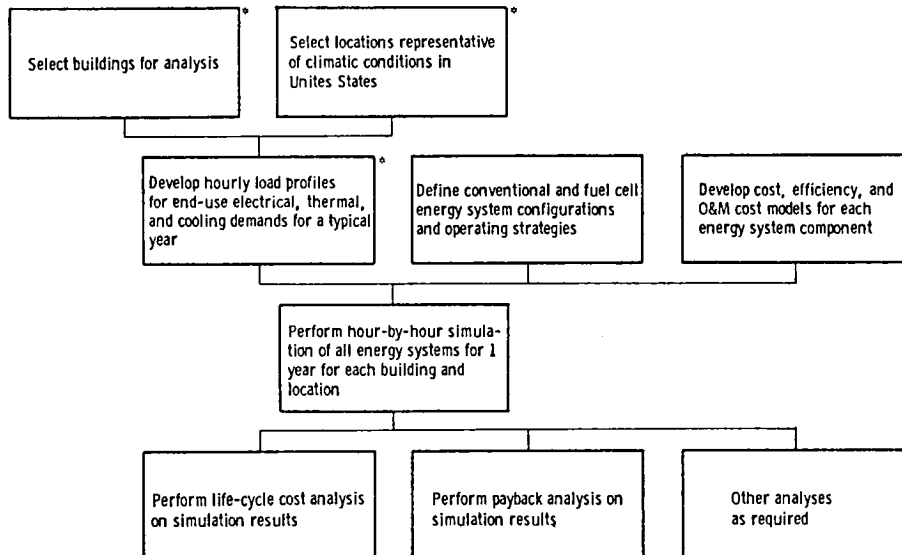 *
*
Select buildings for analysis
Select locations representative
of climatic conditions in
Unites States
*
Develop hourly load profiles
for end-use electrical, thermal,
and cooling demands for a typical
year
Define conventional and fuel cell
energy system configurations
and operating strategies
Develop cost, efficiency, and
O&M cost models for each
energy system component
Perform hour-by-hour simula-
tion of all energy systems for 1
year for each building and
location
Perform life-cycle cost analysis
on simulation results
Perform payback analysis on
simulation results
Other analyses
as required